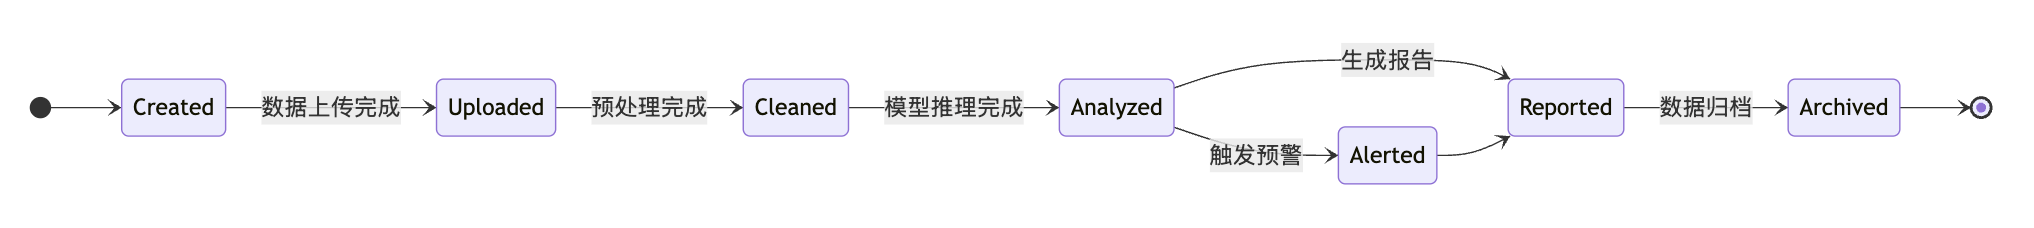 Created
数据上传完成
Uploaded
预处理完成
Cleaned
模型推理完成
Analyzed
生成报告
触发预警
Alerted
Reported
数据归档
Archived